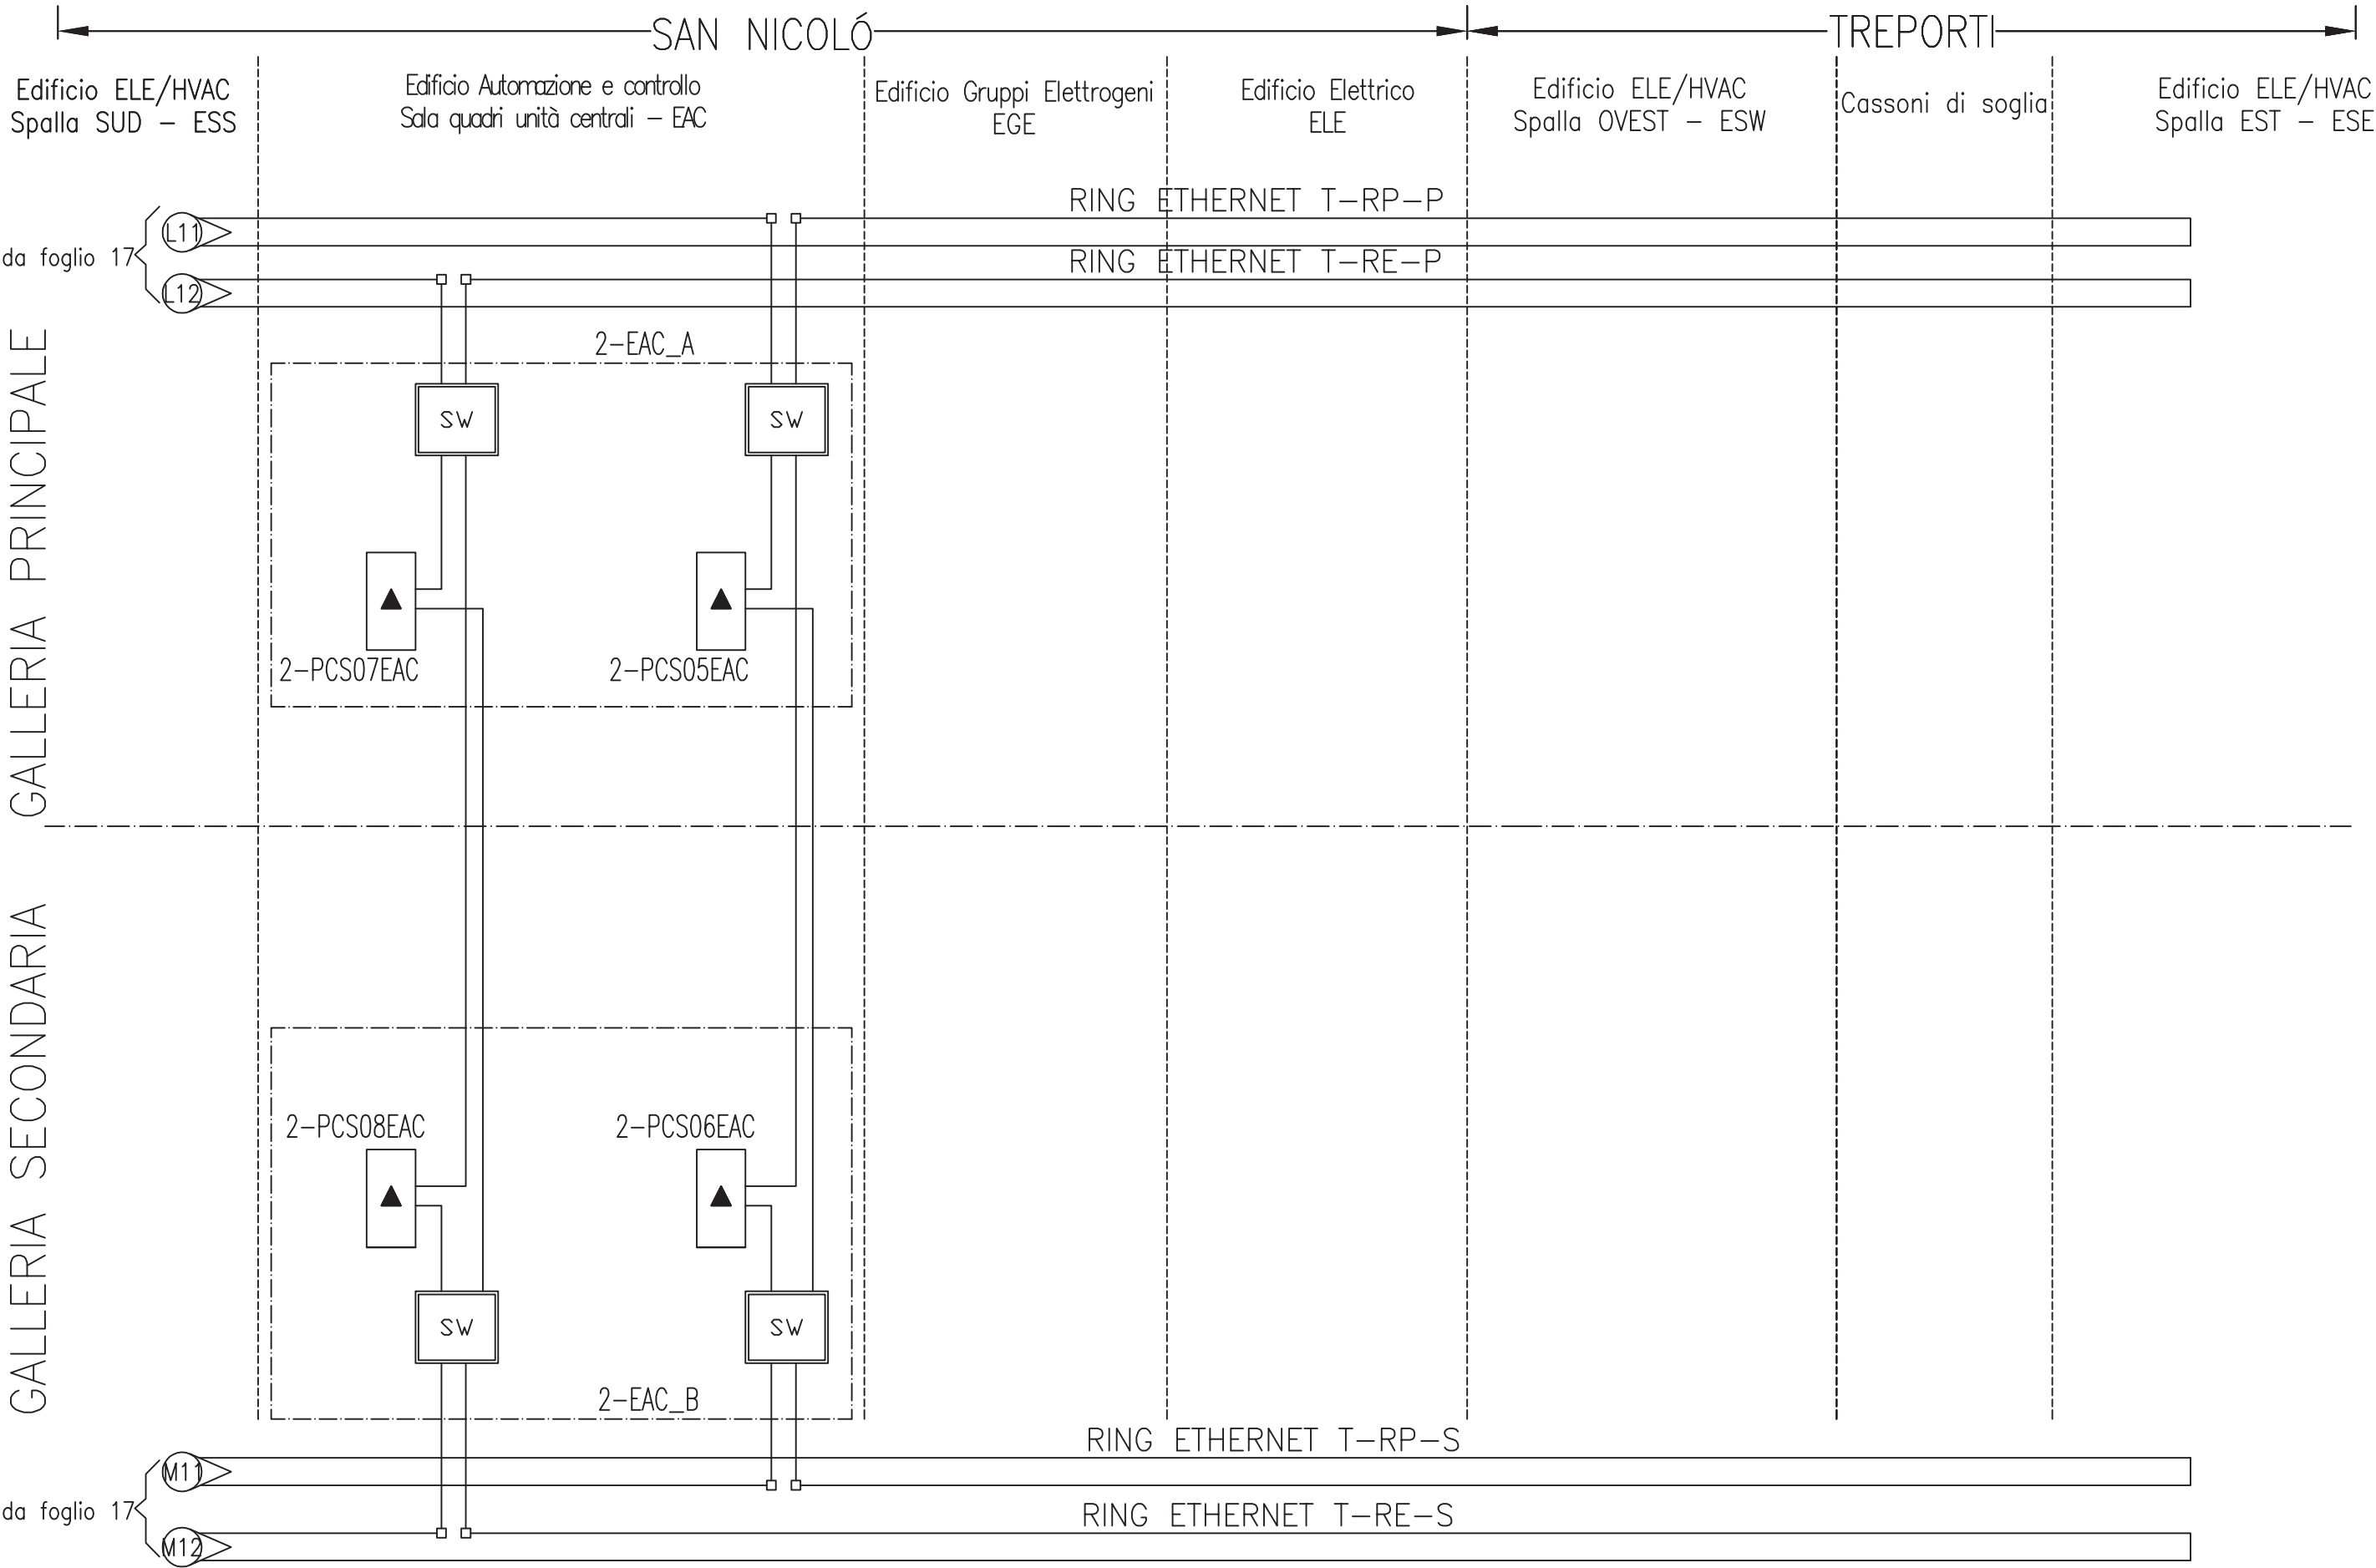 SAN NICOLÓ
TREPORTI
Edificio ELE/HVAC
Spalla SUD – ESS
Edificio Automazione e controllo
Sala quadri unità centrali – EAC
Edificio Gruppi Elettrogeni
EGE
Edificio Elettrico
ELE
Edificio ELE/HVAC
Spalla OVEST – ESW
Cassoni di soglia
Edificio ELE/HVAC
Spalla EST – ESE
RING ETHERNET T–RP–P
L11
da foglio 17
RING ETHERNET T–RE–P
L12
GALLERIA PRINCIPALE
2–EAC_A
SW
SW
2–PCS07EAC
2–PCS05EAC
GALLERIA SECONDARIA
2–PCS08EAC
2–PCS06EAC
SW
SW
2–EAC_B
RING ETHERNET T–RP–S
M11
da foglio 17
RING ETHERNET T–RE–S
M12